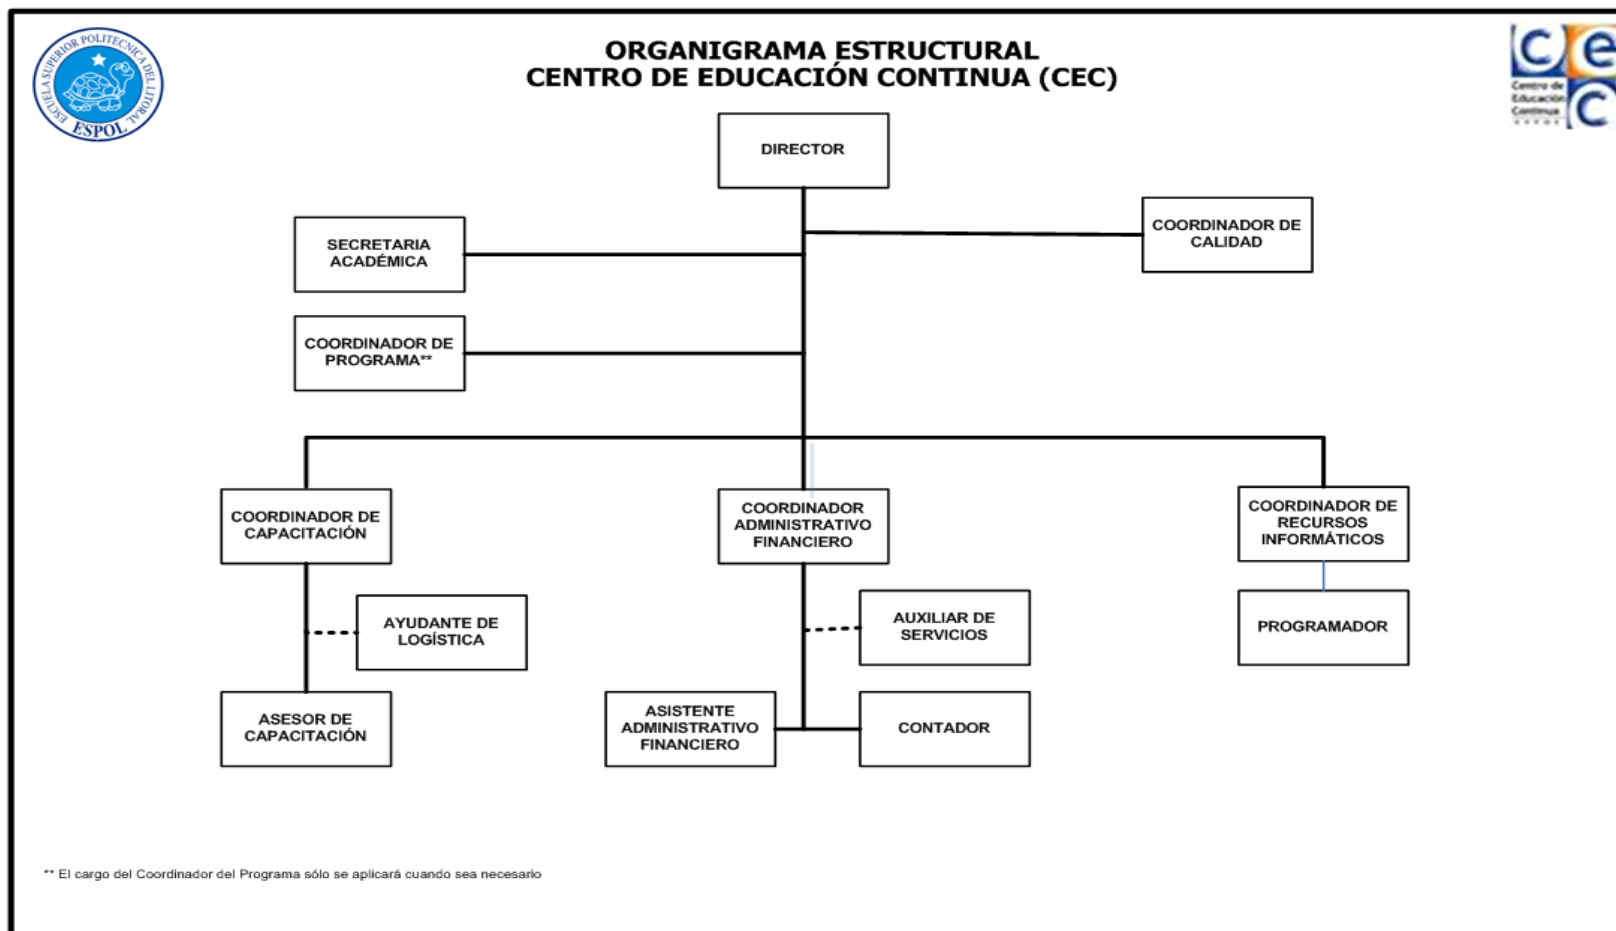 ESCUELA SUPERIOR POLITECNICA DEL LITORAL
ESPOL
ORGANIGRAMA ESTRUCTURAL
CENTRO DE EDUCACIÓN CONTINUA (CEC)
CeC
Centro de
Educación
Continua
ESPOL
DIRECTOR
COORDINADOR DE
CALIDAD
SECRETARIA
ACADÉMICA
COORDINADOR DE
PROGRAMA**
COORDINADOR DE
CAPACITACIÓN
COORDINADOR
ADMINISTRATIVO
FINANCIERO
COORDINADOR DE
RECURSOS
INFORMÁTICOS
AYUDANTE DE
LOGÍSTICA
AUXILIAR DE
SERVICIOS
PROGRAMADOR
ASESOR DE
CAPACITACIÓN
ASISTENTE
ADMINISTRATIVO
FINANCIERO
CONTADOR
** El cargo del Coordinador del Programa sólo se aplicará cuando sea necesario